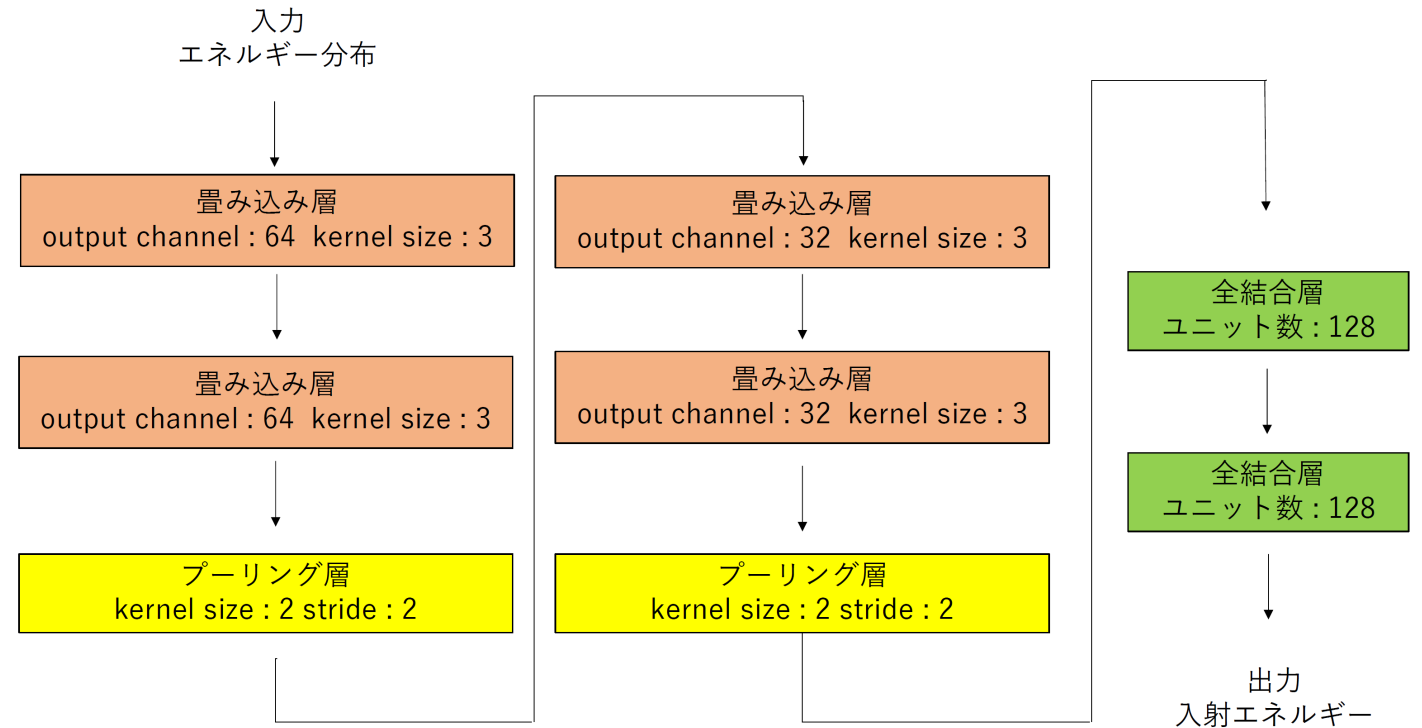 入力
エネルギー分布
畳み込み層
output channel : 64 kernel size : 3
畳み込み層
output channel : 64 kernel size : 3
プーリング層
kernel size : 2 stride : 2
畳み込み層
output channel : 32 kernel size : 3
畳み込み層
output channel : 32 kernel size : 3
プーリング層
kernel size : 2 stride : 2
全結合層
ユニット数 : 128
全結合層
ユニット数 : 128
出力
入射エネルギー